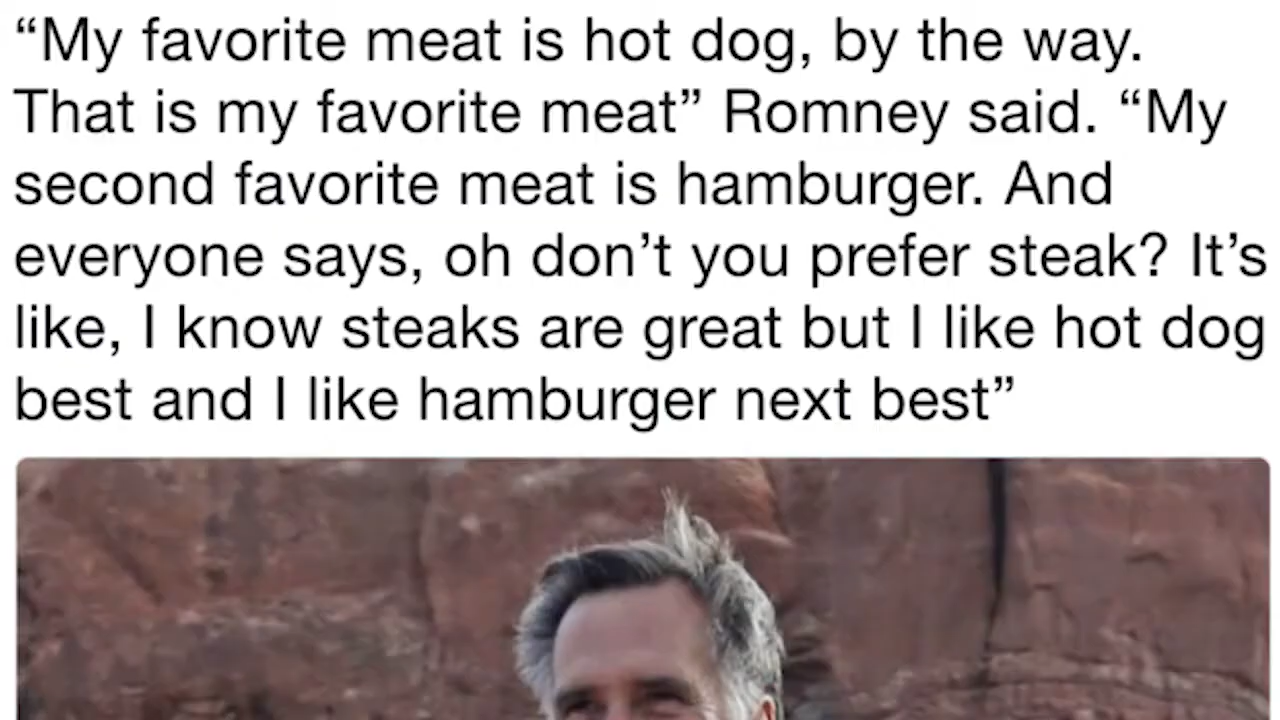 “My favorite meat is hot dog, by the way.
That is my favorite meat” Romney said. “My
second favorite meat is hamburger. And
everyone says, oh don’t you prefer steak? It’s
like, I know steaks are great but I like hot dog
best and I like hamburger next best”